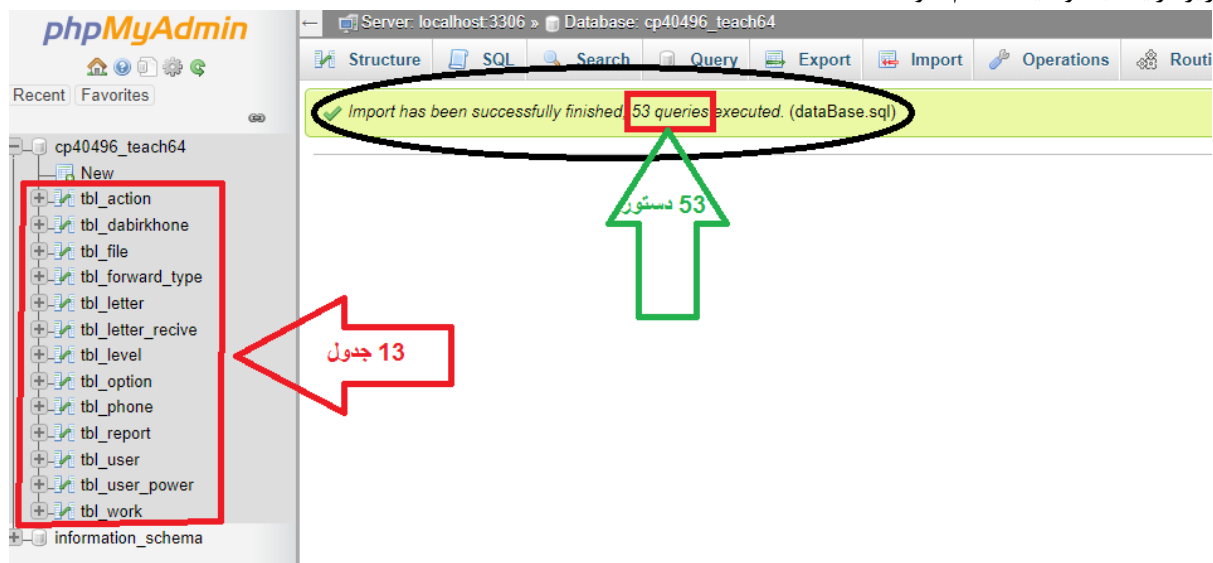 phpMyAdmin
Recent Favorites
cp40496_teach64
New
tbl_action
tbl_dabirkhone
tbl_file
tbl_forward_type
tbl_letter
tbl_letter_recive
tbl_level
tbl_option
tbl_phone
tbl_report
tbl_user
tbl_user_power
tbl_work
information_schema
Server: localhost:3306 » Database: cp40496_teach64
Structure SQL Search Query Export Import Operations Routi
Import has been successfully finished, 53 queries executed. (dataBase.sql)
53 دستور
13 جدول